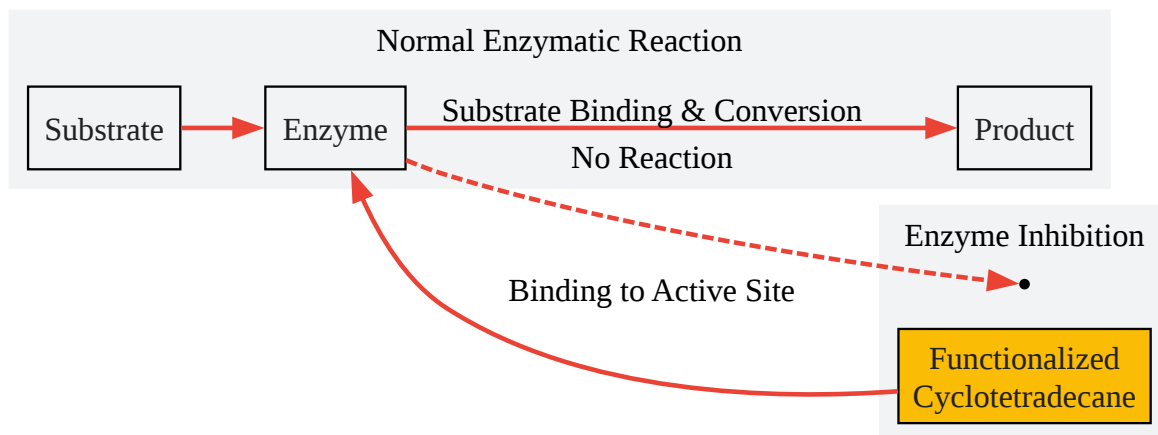 Normal Enzymatic Reaction
Substrate
Enzyme
Substrate Binding & Conversion
Product
No Reaction
Enzyme Inhibition
Binding to Active Site
Functionalized
Cyclotetradecane